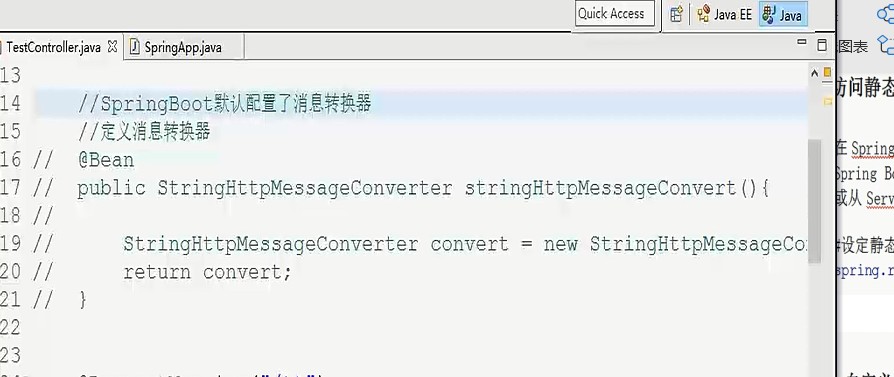 Quick Access
Java EE
Java
TestController.java
SpringApp.java
图表
访问静态
13
14 //SpringBoot默认配置了消息转换器
15 //定义消息转换器
16 // @Bean
17 // public StringHttpMessageConverter stringHttpMessageConvert(){
18 //
19 // StringHttpMessageConverter convert = new StringHttpMessageCo
20 // return convert;
21 // }
22
23
在 Spring
Spring Bo
或从 Serv
#设定静态
spring.r